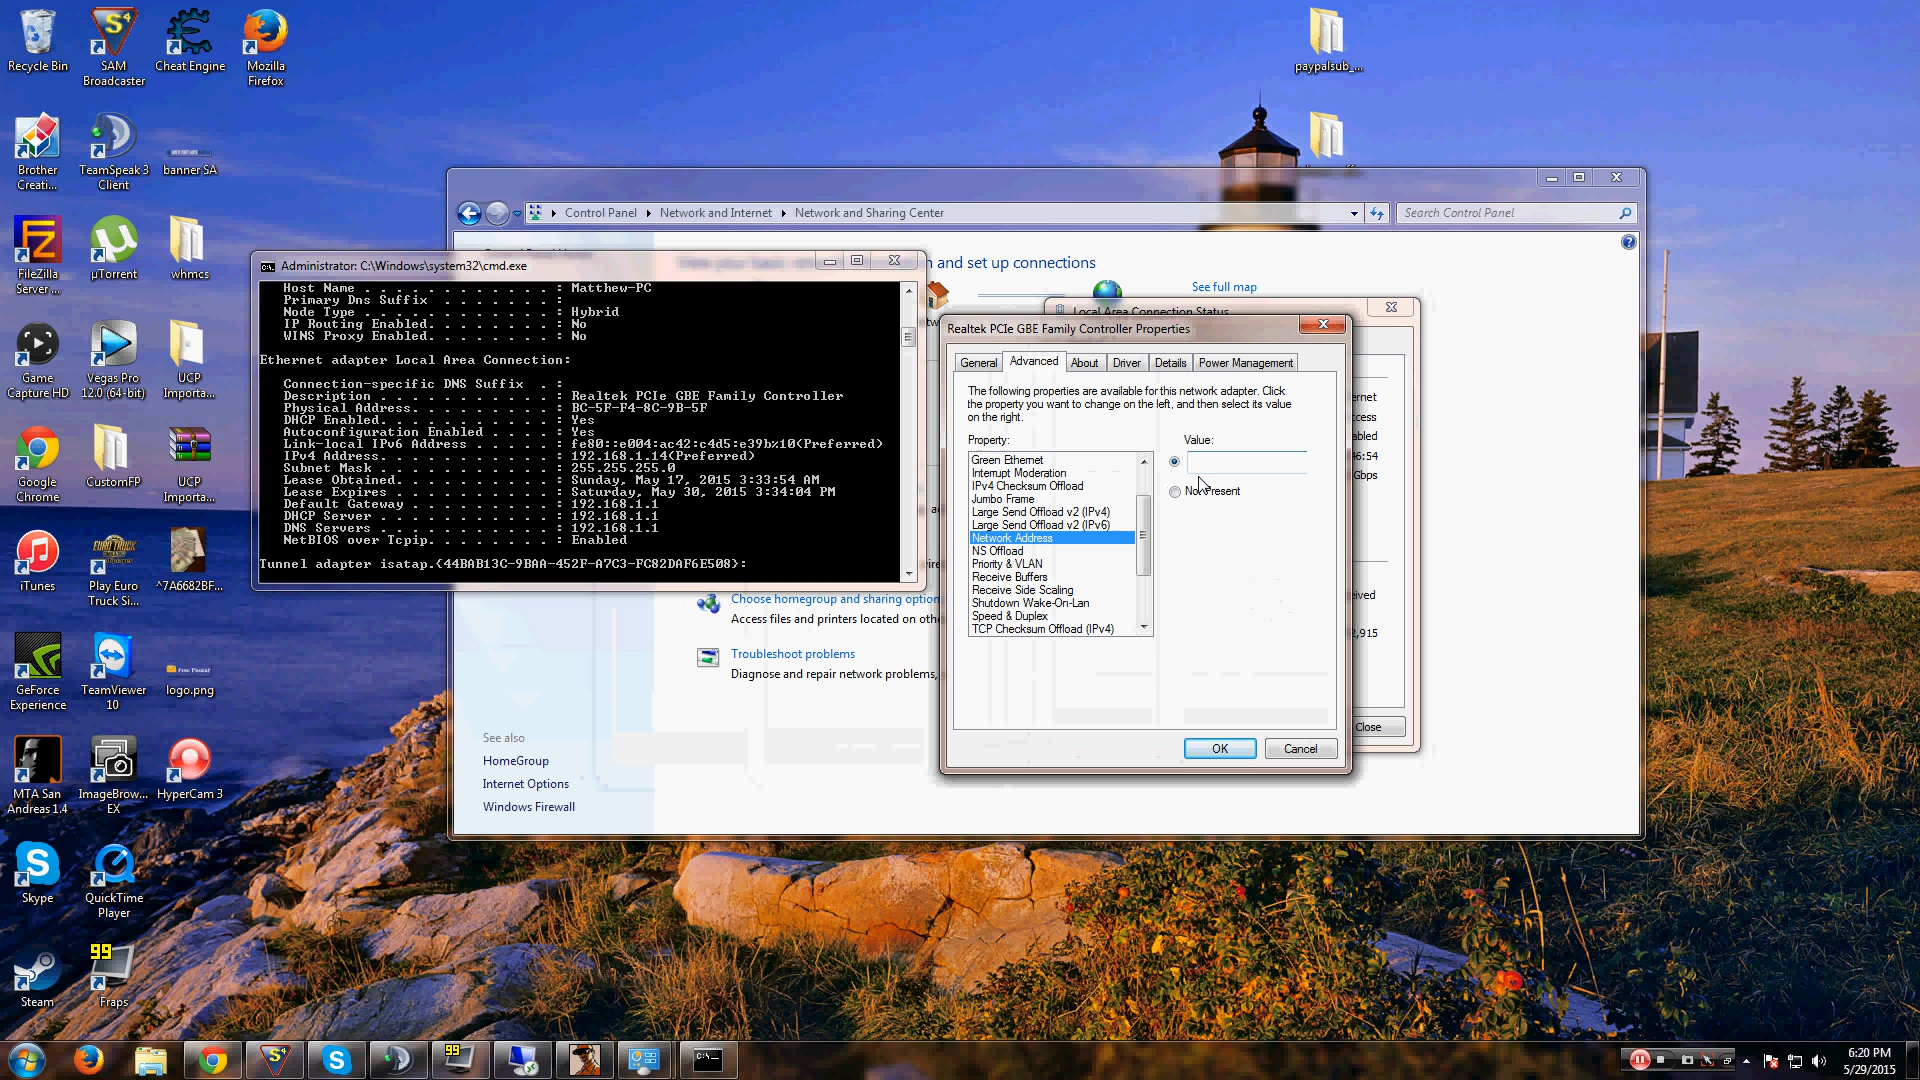 Recycle Bin
SAM
Broadcaster
Cheat Engine
Mozilla
Firefox
paypalsub_...
Brother
Creati...
TeamSpeak 3
Client
banner SA
FileZilla
Server ...
µTorrent
whmcs
Game
Capture HD
Vegas Pro
12.0 (64-bit)
UCP
Importa...
Google
Chrome
CustomFP
UCP
Importa...
iTunes
Play Euro
Truck Si...
^7A6682BF...
GeForce
Experience
TeamViewer
10
logo.png
MTA San
Andreas 1.4
ImageBrow...
EX
HyperCam 3
Skype
QuickTime
Player
Steam
99
Fraps
Control Panel
Network and Internet
Network and Sharing Center
Search Control Panel
and set up connections
See full map
Choose homegroup and sharing option
Access files and printers located on oth
Troubleshoot problems
Diagnose and repair network problems,
See also
HomeGroup
Internet Options
Windows Firewall
Administrator: C:\Windows\system32\cmd.exe
Host Name . . . . . . . . . . . . : Matthew-PC
Primary Dns Suffix . . . . . . . :
Node Type . . . . . . . . . . . . : Hybrid
IP Routing Enabled. . . . . . . . : No
WINS Proxy Enabled. . . . . . . . : No
Ethernet adapter Local Area Connection:
Connection-specific DNS Suffix . :
Description . . . . . . . . . . . : Realtek PCIe GBE Family Controller
Physical Address. . . . . . . . . : BC-5F-F4-8C-9B-5F
DHCP Enabled. . . . . . . . . . . : Yes
Autoconfiguration Enabled . . . . : Yes
Link-local IPv6 Address . . . . . : fe80::e004:ac42:c4d5:e39b%10(Preferred)
IPv4 Address. . . . . . . . . . . : 192.168.1.14(Preferred)
Subnet Mask . . . . . . . . . . . : 255.255.255.0
Lease Obtained. . . . . . . . . . : Sunday, May 17, 2015 3:33:54 AM
Lease Expires . . . . . . . . . . : Saturday, May 30, 2015 3:34:04 PM
Default Gateway . . . . . . . . . : 192.168.1.1
DHCP Server . . . . . . . . . . . : 192.168.1.1
DNS Servers . . . . . . . . . . . : 192.168.1.1
NetBIOS over Tcpip. . . . . . . . : Enabled
Tunnel adapter isatap.{44BAB13C-9BAA-452F-A7C3-FC82DAF6E508}:
Local Area Connection Status
Close
Realtek PCIe GBE Family Controller Properties
General
Advanced
About
Driver
Details
Power Management
The following properties are available for this network adapter. Click
the property you want to change on the left, and then select its value
on the right.
Property:
Value:
Green Ethernet
Interrupt Moderation
IPv4 Checksum Offload
Jumbo Frame
Large Send Offload v2 (IPv4)
Large Send Offload v2 (IPv6)
Network Address
NS Offload
Priority & VLAN
Receive Buffers
Receive Side Scaling
Shutdown Wake-On-Lan
Speed & Duplex
TCP Checksum Offload (IPv4)
Not Present
OK
Cancel
6:20 PM
5/29/2015